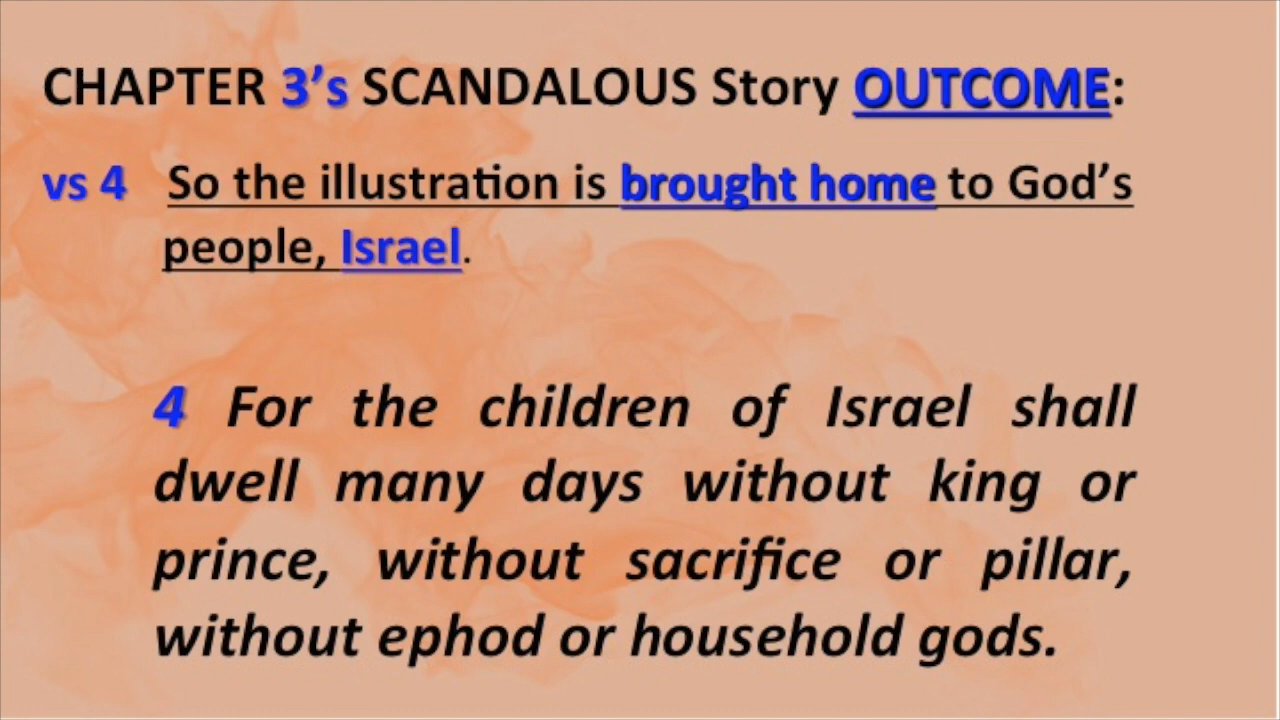 CHAPTER 3’s SCANDALOUS Story OUTCOME:
vs 4 So the illustration is brought home to God’s
people, Israel.
4 For the children of Israel shall
dwell many days without king or
prince, without sacrifice or pillar,
without ephod or household gods.